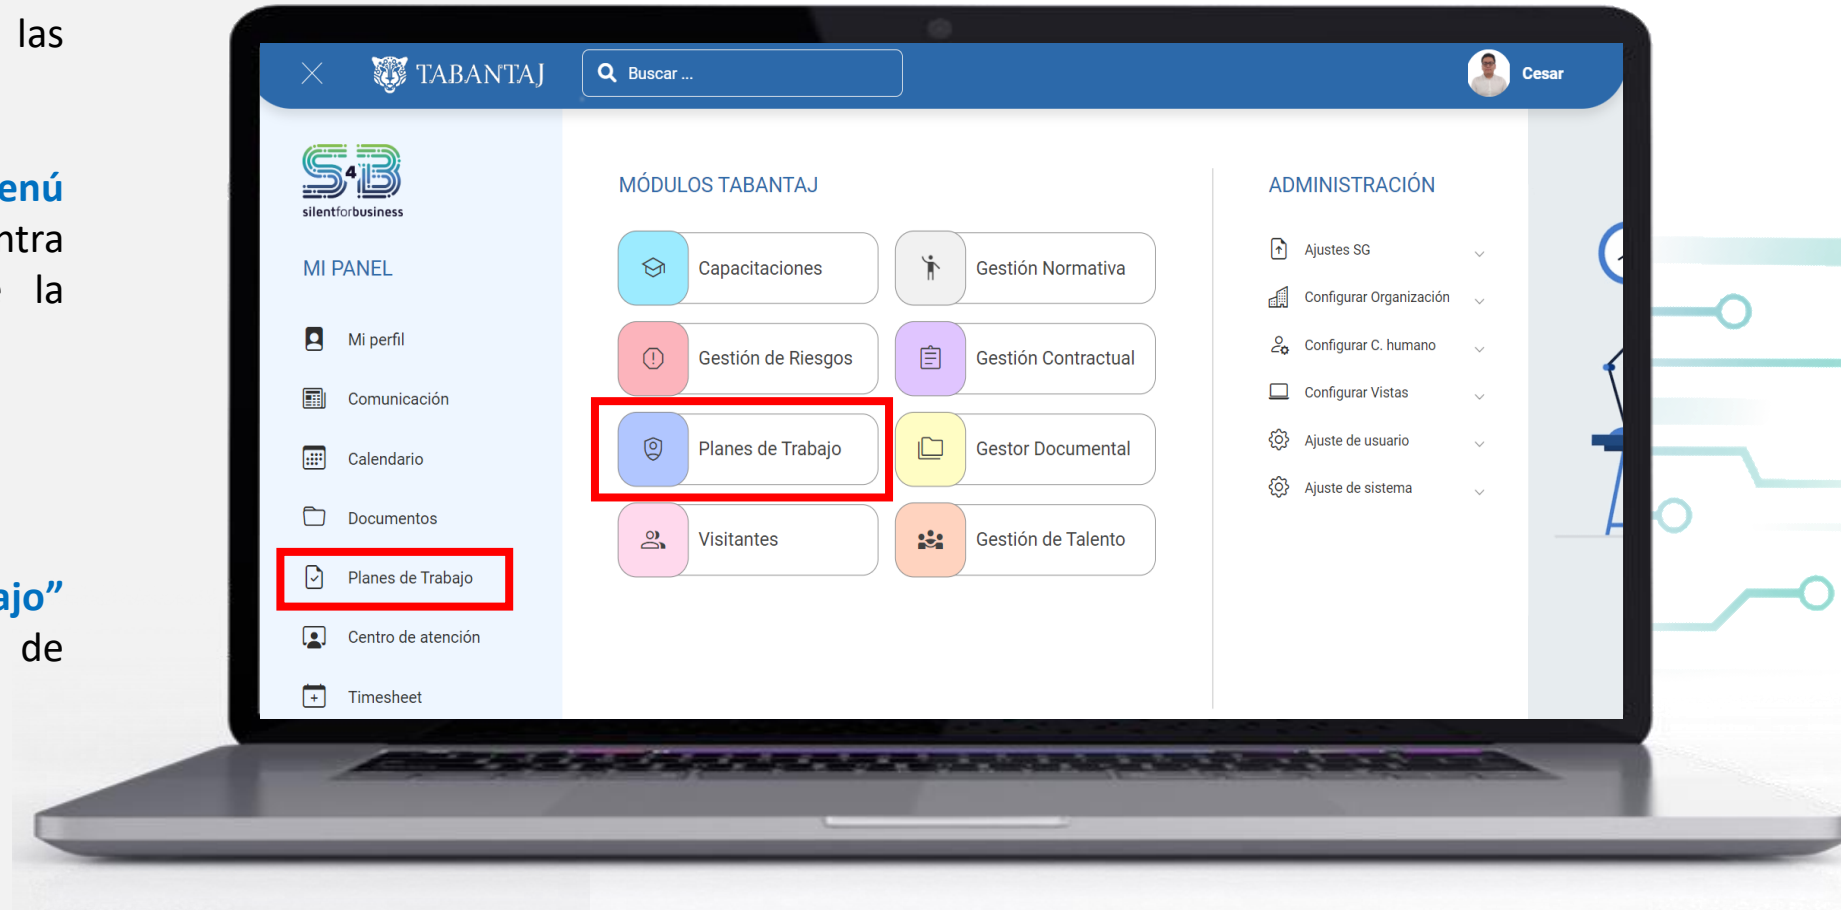 las
enú
ntra
la
ajo”
de
TABANTAJ
Buscar ...
Cesar
S4B
silentforbusiness
MI PANEL
Mi perfil
Comunicación
Calendario
Documentos
Planes de Trabajo
Centro de atención
Timesheet
MÓDULOS TABANTAJ
Capacitaciones
Gestión Normativa
Gestión de Riesgos
Gestión Contractual
Planes de Trabajo
Gestor Documental
Visitantes
Gestión de Talento
ADMINISTRACIÓN
Ajustes SG
Configurar Organización
Configurar C. humano
Configurar Vistas
Ajuste de usuario
Ajuste de sistema